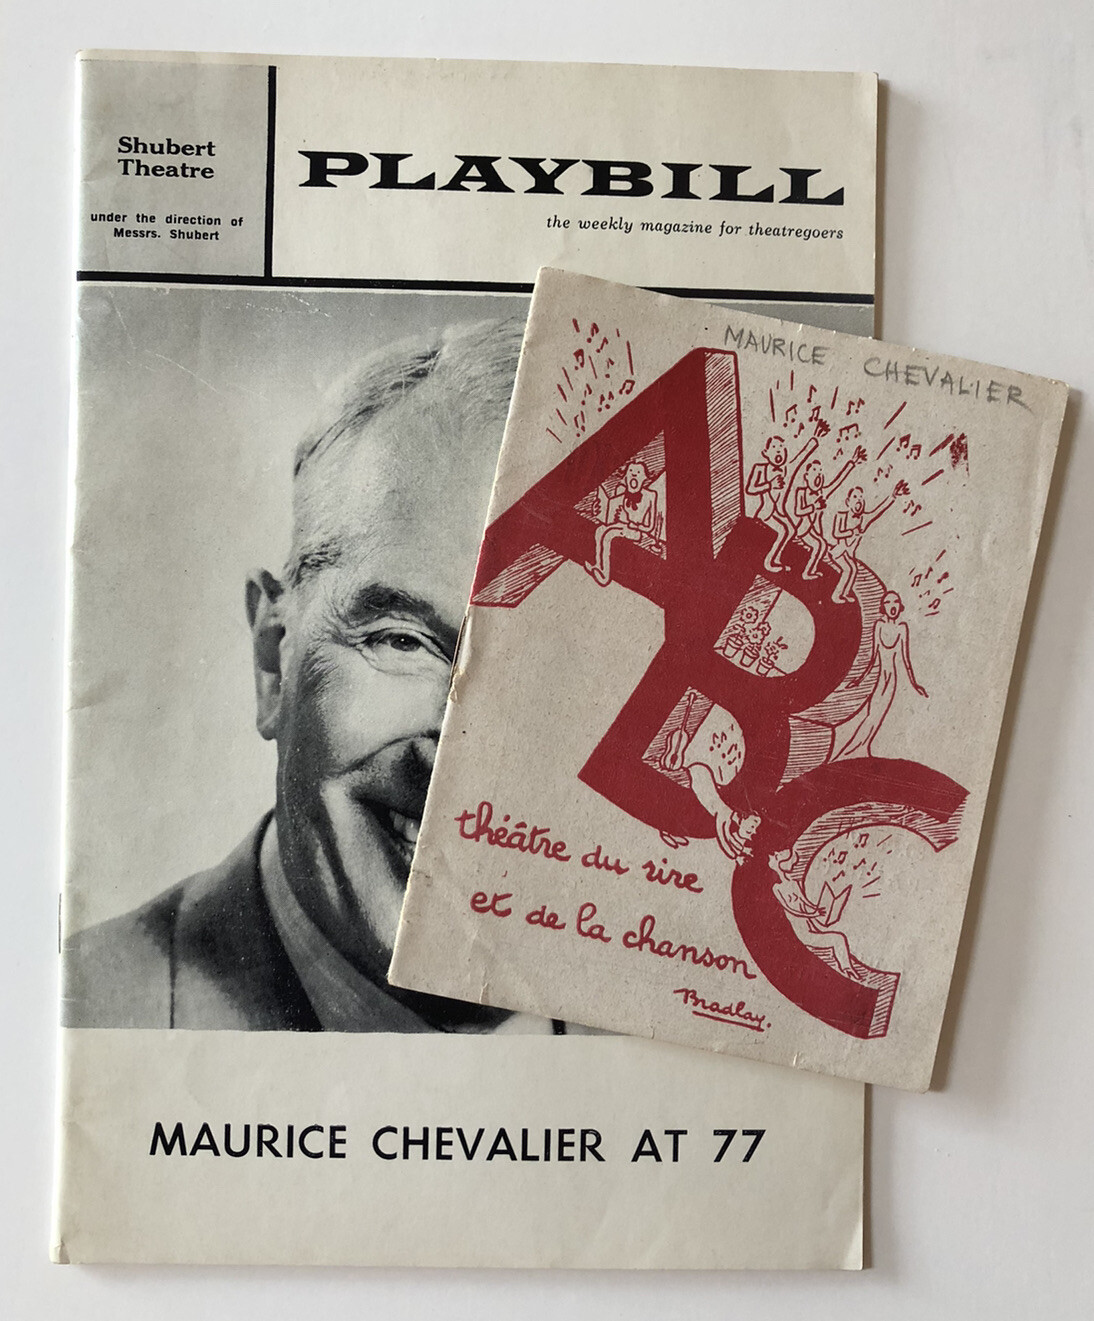 Shubert
Theatre
under the direction of
Messrs. Shubert
PLAYBILL
the weekly magazine for theatregoers
MAURICE CHEVALIER
ABC
théâtre du rire
et de la chanson
Bradlay.
MAURICE CHEVALIER AT 77